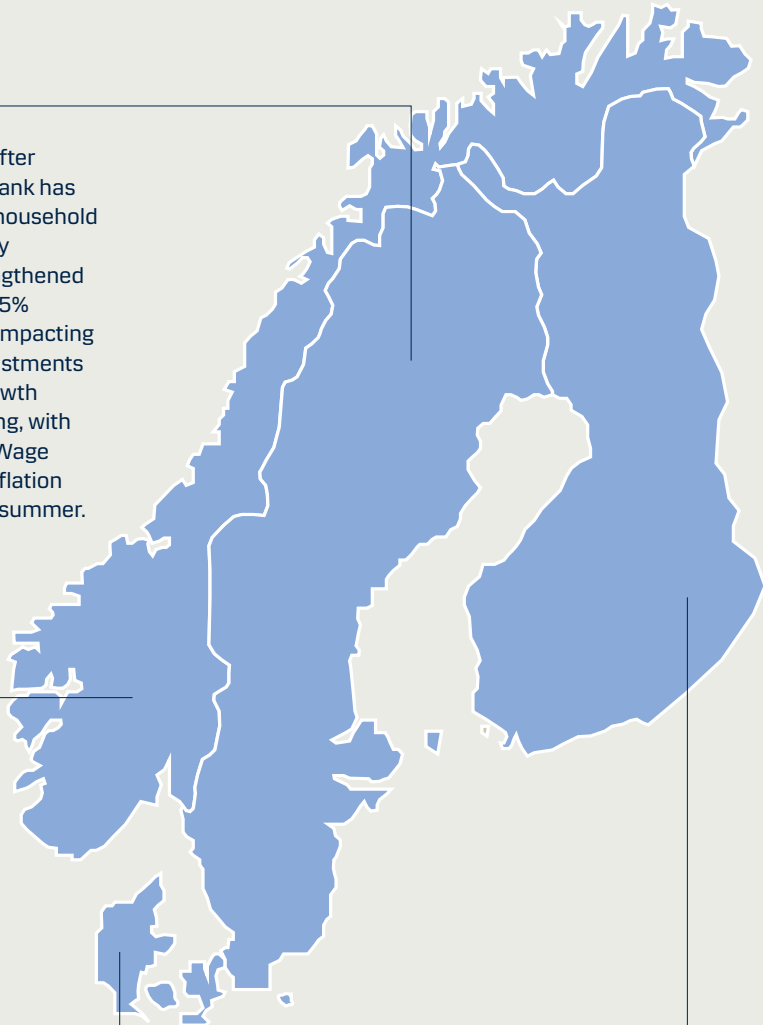 fter
ank has
household
y
gthened
5%
mpacting
stments
wth
ng, with
Wage
flation
summer.